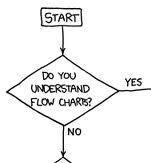 START
DO YOU
UNDERSTAND
FLOW CHARTS?
YES
NO